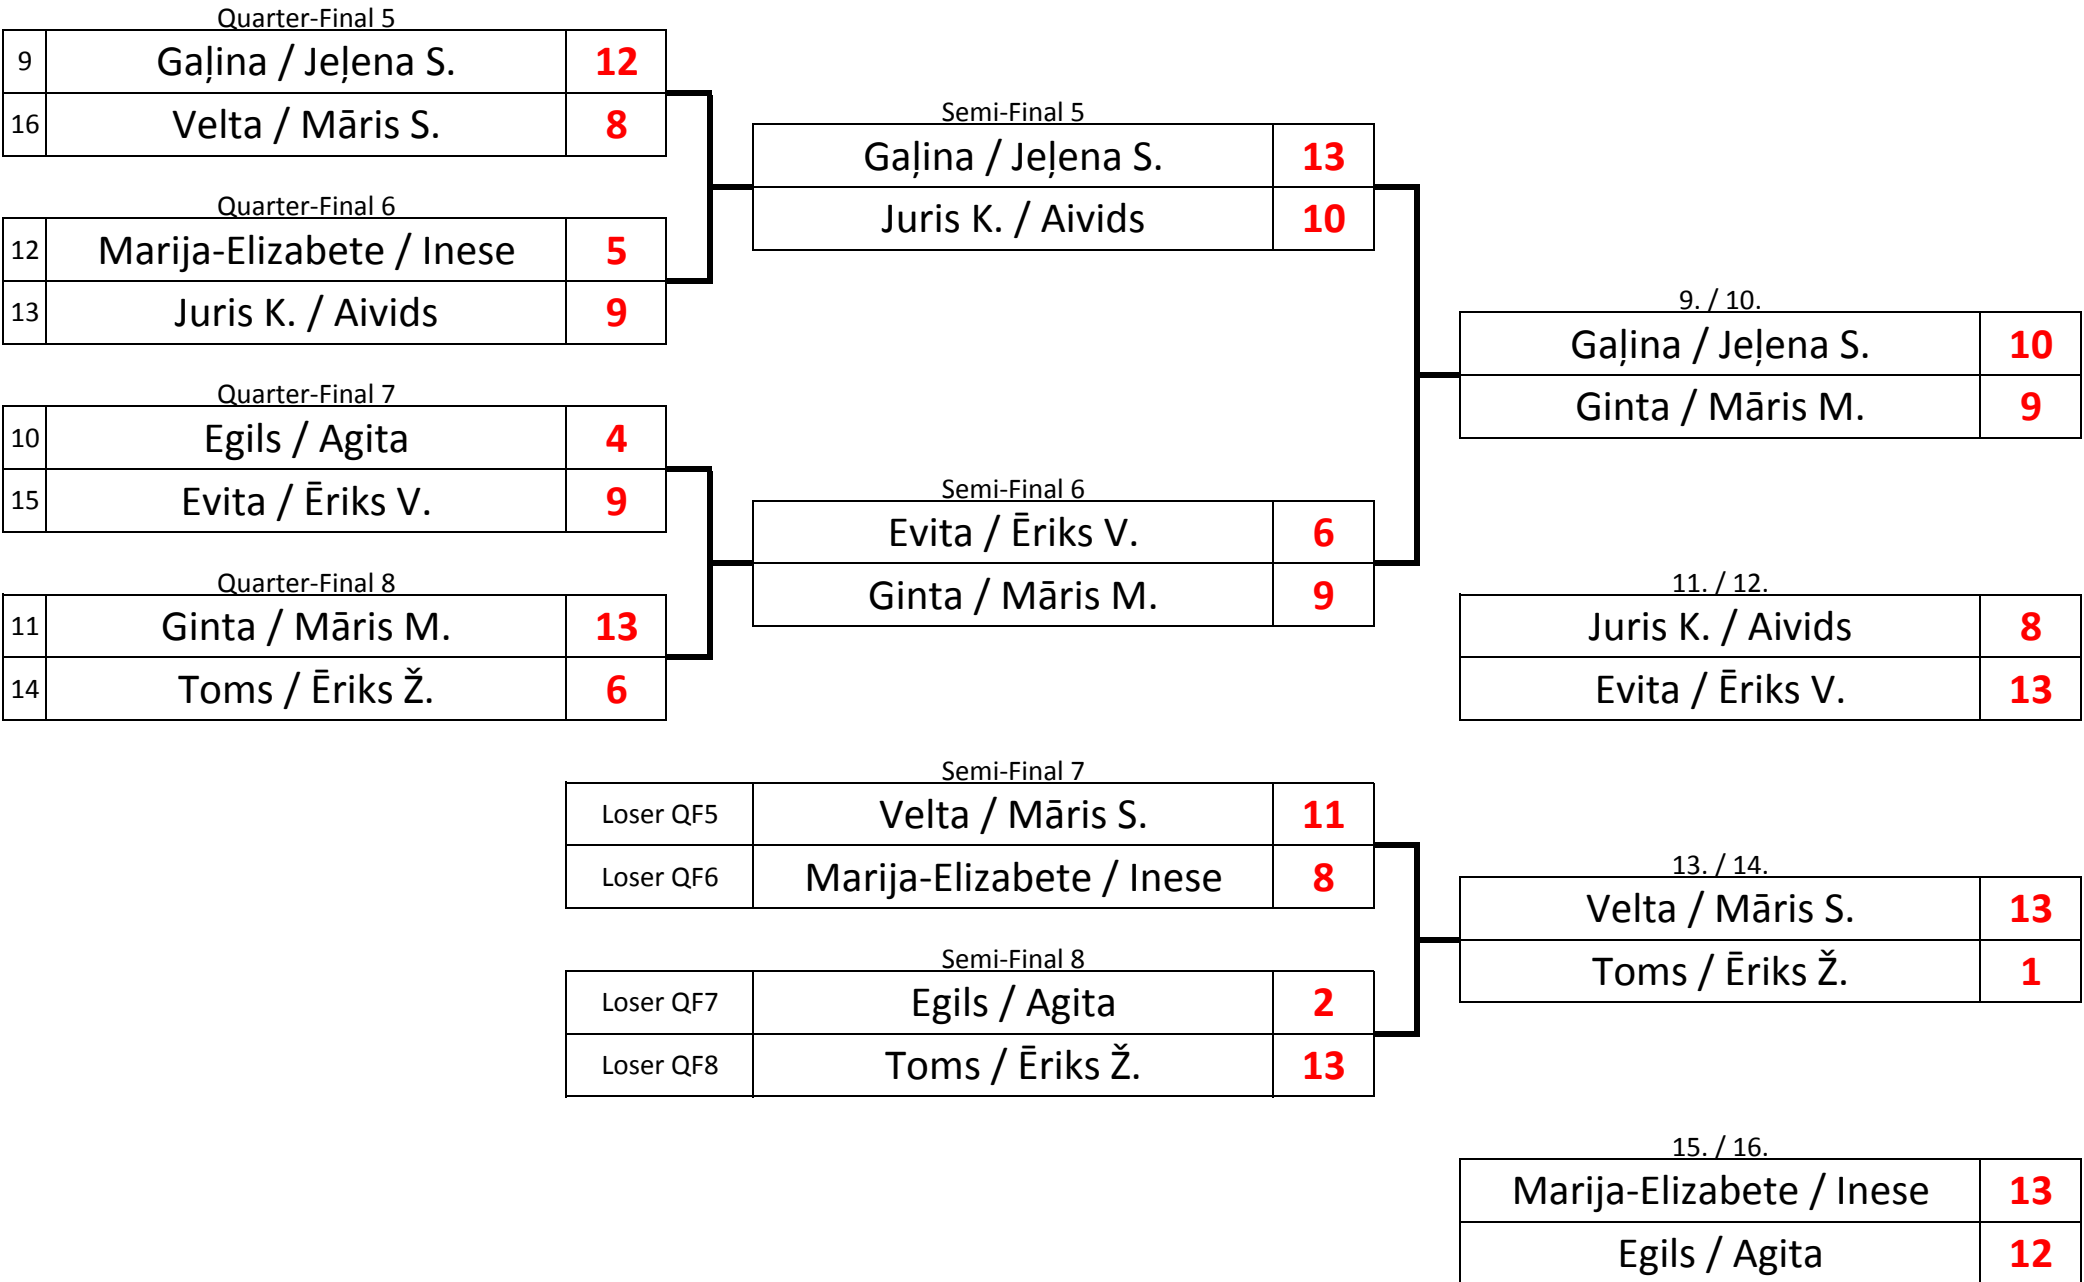 Quarter-Final 5
9 Gaļina / Jeļena S. 12
16 Velta / Māris S. 8
Quarter-Final 6
12 Marija-Elizabete / Inese 5
13 Juris K. / Aivids 9
Quarter-Final 7
10 Egils / Agita 4
15 Evita / Ēriks V. 9
Quarter-Final 8
11 Ginta / Māris M. 13
14 Toms / Ēriks Ž. 6
Semi-Final 5
Gaļina / Jeļena S. 13
Juris K. / Aivids 10
Semi-Final 6
Evita / Ēriks V. 6
Ginta / Māris M. 9
Semi-Final 7
Loser QF5 Velta / Māris S. 11
Loser QF6 Marija-Elizabete / Inese 8
Semi-Final 8
Loser QF7 Egils / Agita 2
Loser QF8 Toms / Ēriks Ž. 13
9. / 10.
Gaļina / Jeļena S. 10
Ginta / Māris M. 9
11. / 12.
Juris K. / Aivids 8
Evita / Ēriks V. 13
13. / 14.
Velta / Māris S. 13
Toms / Ēriks Ž. 1
15. / 16.
Marija-Elizabete / Inese 13
Egils / Agita 12